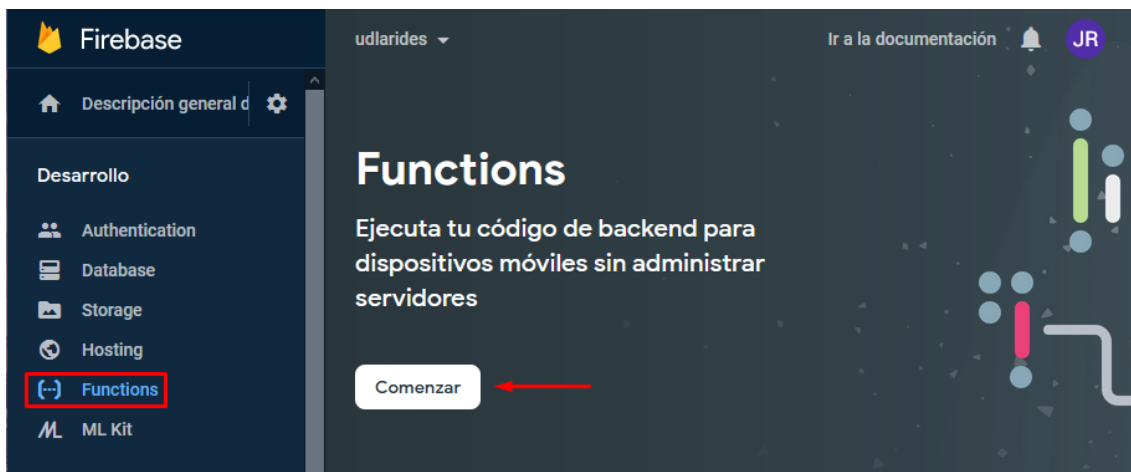 Firebase
Descripción general d
Desarrollo
Authentication
Database
Storage
Hosting
Functions
ML Kit
udlarides
Ir a la documentación
JR
Functions
Ejecuta tu código de backend para
dispositivos móviles sin administrar
servidores
Comenzar